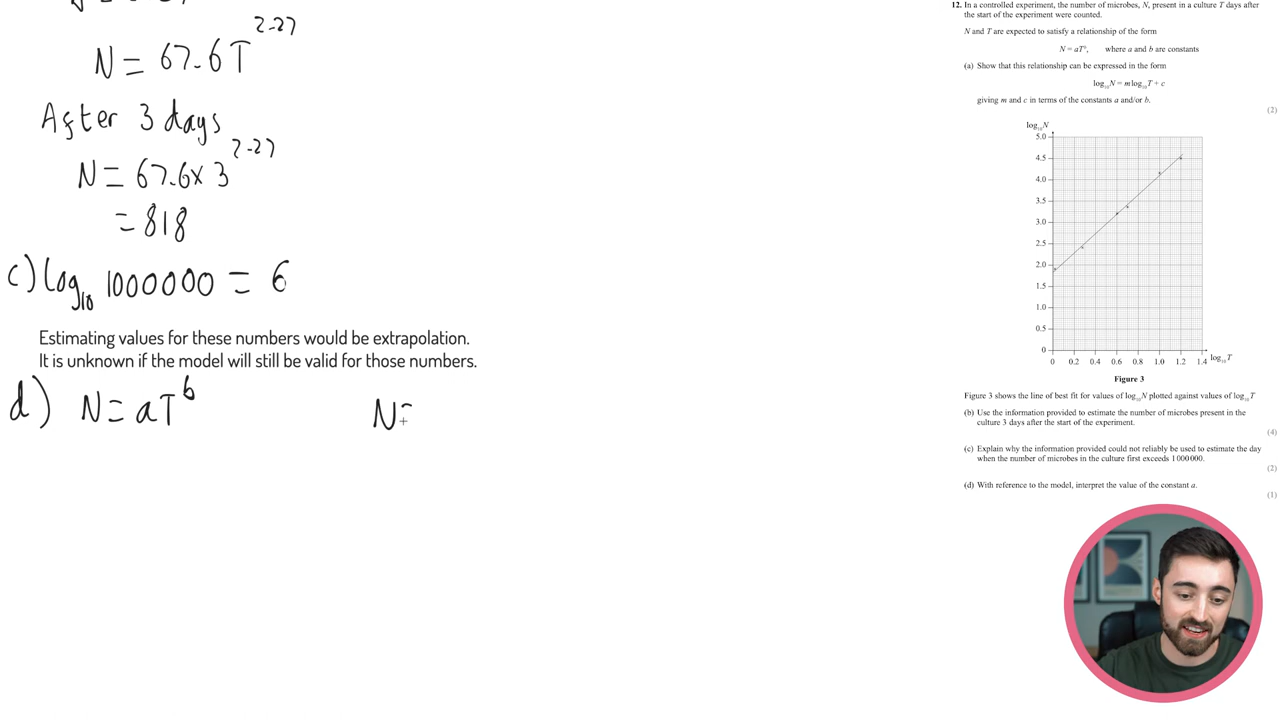 N = 67.6T^2.27
After 3 days
N = 67.6 × 3^2.27
= 818
c) log₁₀ 1000000 = 6
Estimating values for these numbers would be extrapolation.
It is unknown if the model will still be valid for those numbers.
d) N = aT^b N=
12. In a controlled experiment, the number of microbes, N, present in a culture T days after
the start of the experiment were counted.
N and T are expected to satisfy a relationship of the form
N = aT^b, where a and b are constants
(a) Show that this relationship can be expressed in the form
log₁₀N = m log₁₀T + c
giving m and c in terms of the constants a and/or b.
(2)
log₁₀N
5.0
4.5
4.0
3.5
3.0
2.5
2.0
1.5
1.0
0.5
0
0 0.2 0.4 0.6 0.8 1.0 1.2 1.4 log₁₀T
Figure 3
Figure 3 shows the line of best fit for values of log₁₀N plotted against values of log₁₀T
(b) Use the information provided to estimate the number of microbes present in the
culture 3 days after the start of the experiment.
(4)
(c) Explain why the information provided could not reliably be used to estimate the day
when the number of microbes in the culture first exceeds 1 000 000.
(2)
(d) With reference to the model, interpret the value of the constant a.
(1)